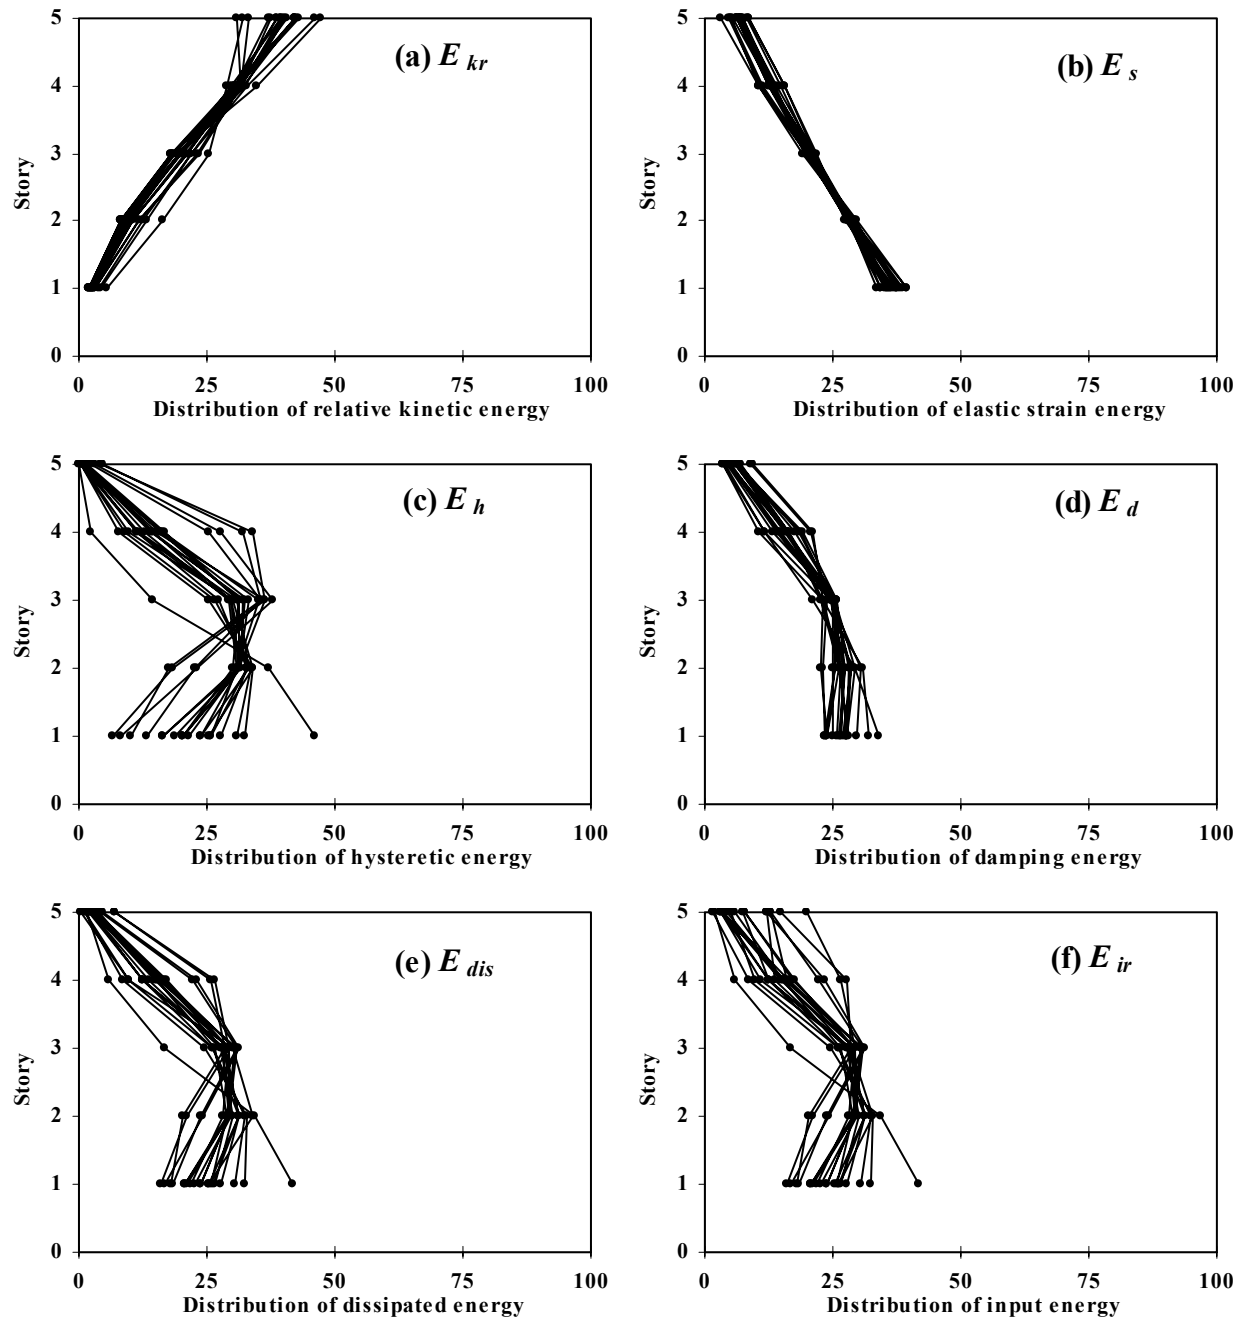 5
4
3
2
1
0
Story
(a) E kr
0 25 50 75 100
Distribution of relative kinetic energy
5
4
3
2
1
0
Story
(b) E s
0 25 50 75 100
Distribution of elastic strain energy
5
4
3
2
1
0
Story
(c) E h
0 25 50 75 100
Distribution of hysteretic energy
5
4
3
2
1
0
Story
(d) E d
0 25 50 75 100
Distribution of damping energy
5
4
3
2
1
0
Story
(e) E dis
0 25 50 75 100
Distribution of dissipated energy
5
4
3
2
1
0
Story
(f) E ir
0 25 50 75 100
Distribution of input energy